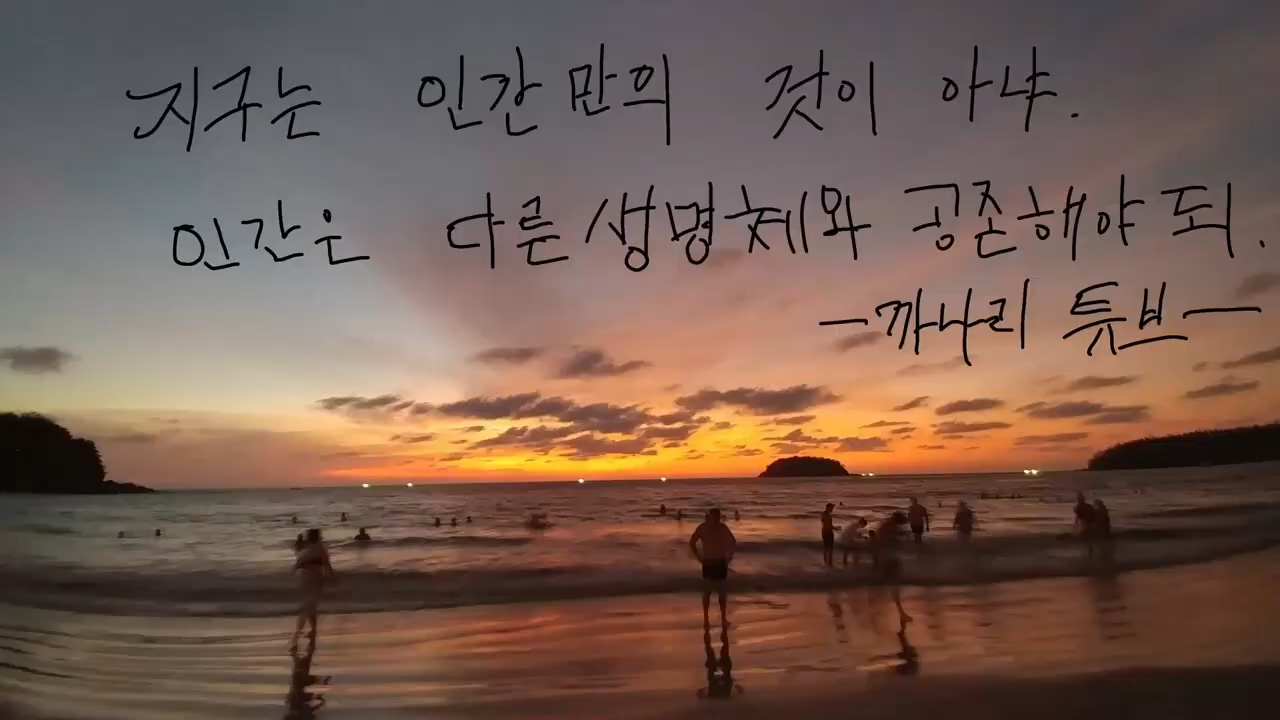 지구는 인간만의 것이 아냐.
인간은 다른 생명체와 공존해야 되.
-까나리 튜브-